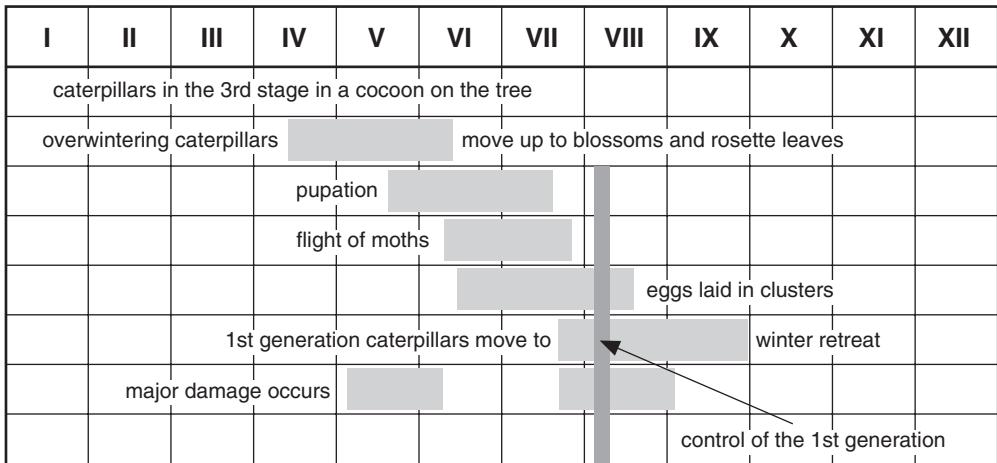 I II III IV V VI VII VIII IX X XI XII
caterpillars in the 3rd stage in a cocoon on the tree
overwintering caterpillars move up to blossoms and rosette leaves
pupation
flight of moths
eggs laid in clusters
1st generation caterpillars move to winter retreat
major damage occurs
control of the 1st generation